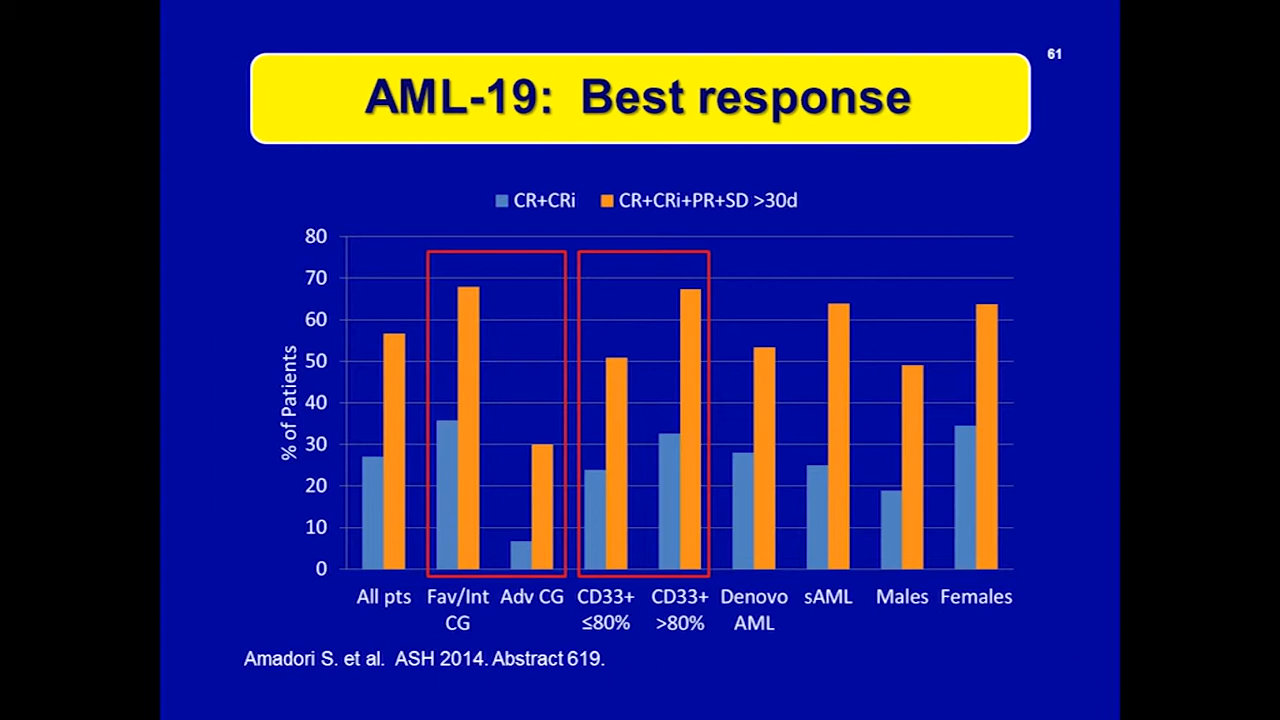 61
AML-19: Best response
CR+CRi CR+CRi+PR+SD >30d
80
70
60
50
40
30
20
10
0
% of Patients
All pts Fav/Int CG Adv CG CD33+ ≤80% CD33+ >80% Denovo AML sAML Males Females
Amadori S. et al. ASH 2014. Abstract 619.